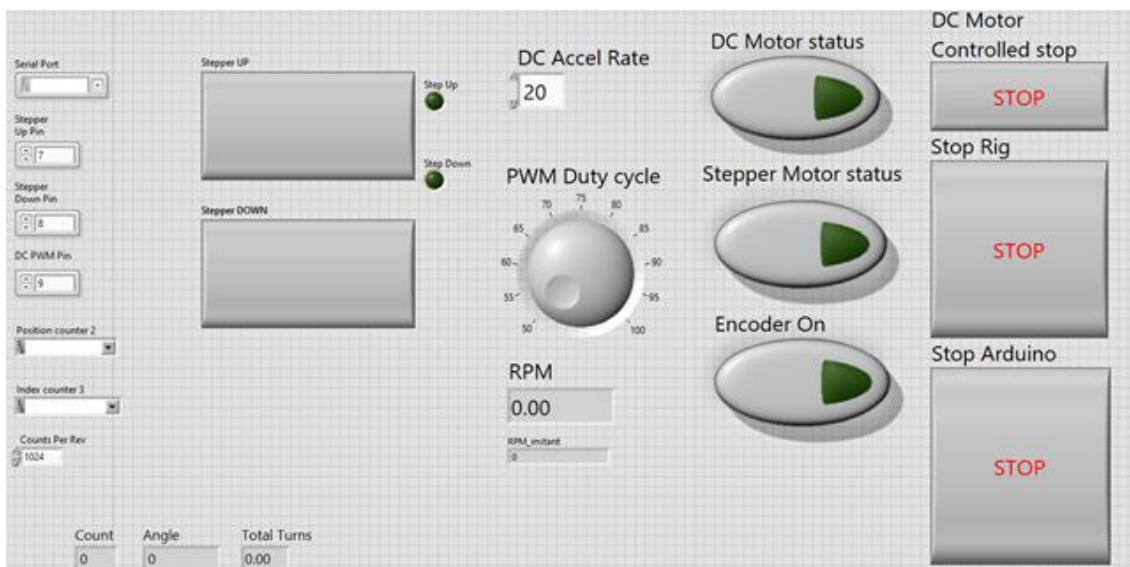 Serial Port
Stepper
Up Pin
7
Stepper
Down Pin
8
DC PWM Pin
9
Position counter 2
Index counter 3
Counts Per Rev
1024
Stepper UP
Step Up
Step Down
Stepper DOWN
DC Accel Rate
20
PWM Duty cycle
50
55
60
65
70
75
80
85
90
95
100
RPM
0.00
RPM_instant
0
DC Motor status
Stepper Motor status
Encoder On
DC Motor
Controlled stop
STOP
Stop Rig
STOP
Stop Arduino
STOP
Count
0
Angle
0
Total Turns
0.00